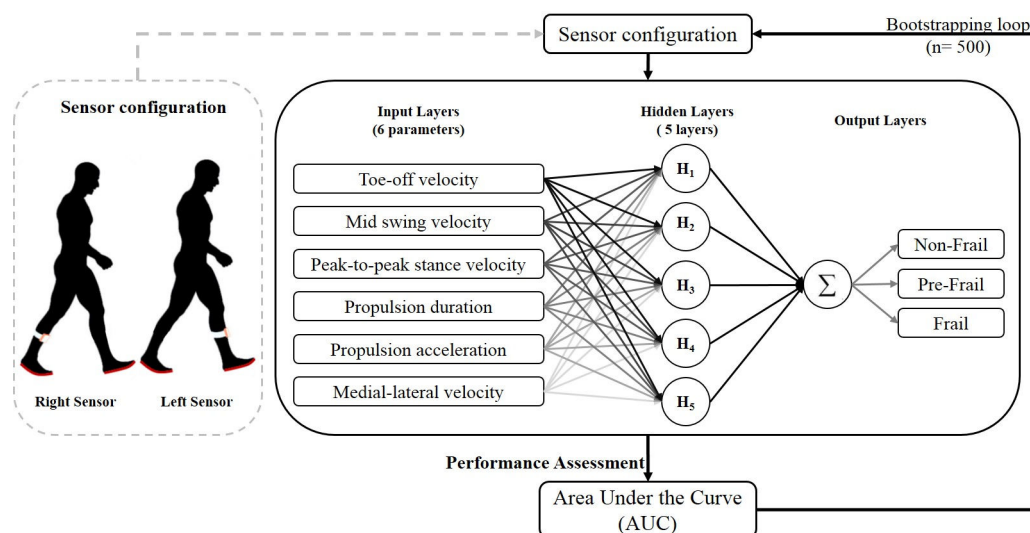 Sensor configuration
Bootstrapping loop
(n= 500)
Sensor configuration
Right Sensor
Left Sensor
Input Layers
(6 parameters)
Hidden Layers
( 5 layers)
Output Layers
Toe-off velocity
Mid swing velocity
Peak-to-peak stance velocity
Propulsion duration
Propulsion acceleration
Medial-lateral velocity
H₁
H₂
H₃
H₄
H₅
Σ
Non-Frail
Pre-Frail
Frail
Performance Assessment
Area Under the Curve
(AUC)